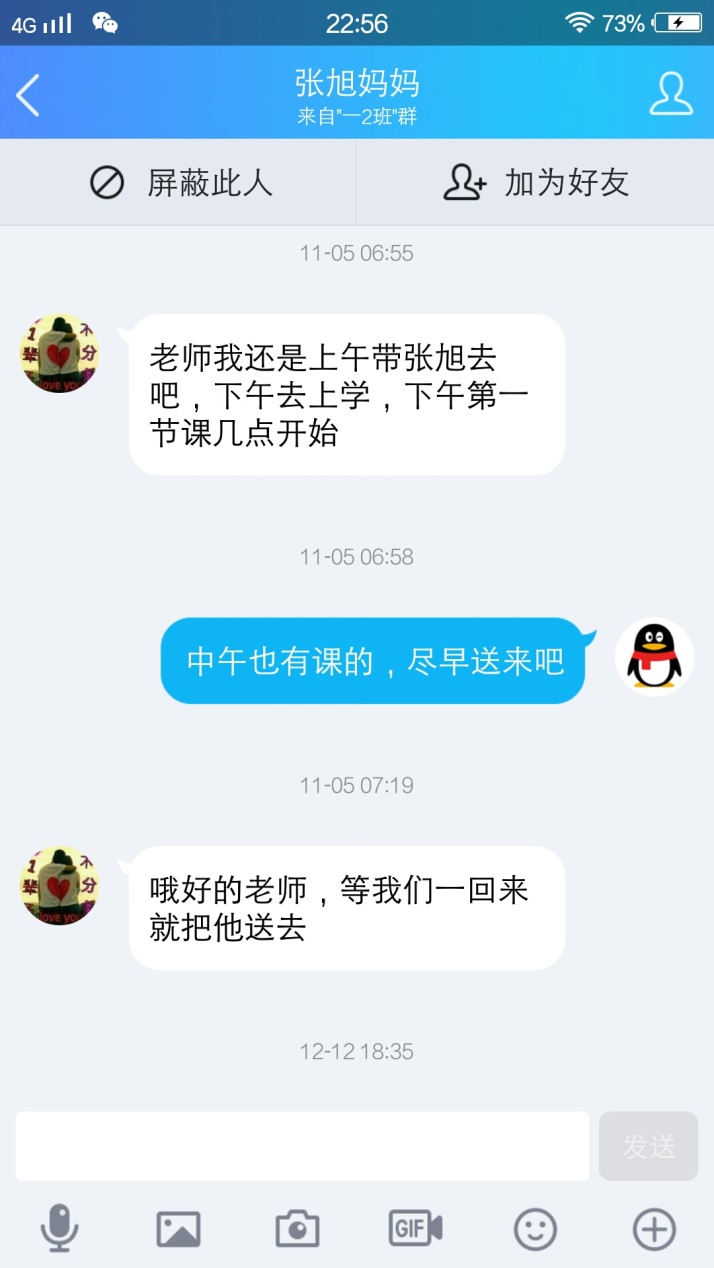 4G 22:56 73%
张旭妈妈
来自"一2班"群
屏蔽此人 加为好友
11-05 06:55
老师我还是上午带张旭去
吧，下午去上学，下午第一
节课几点开始
11-05 06:58
中午也有课的，尽早送来吧
11-05 07:19
哦好的老师，等我们一回来
就把他送去
12-12 18:35
发送
GIF